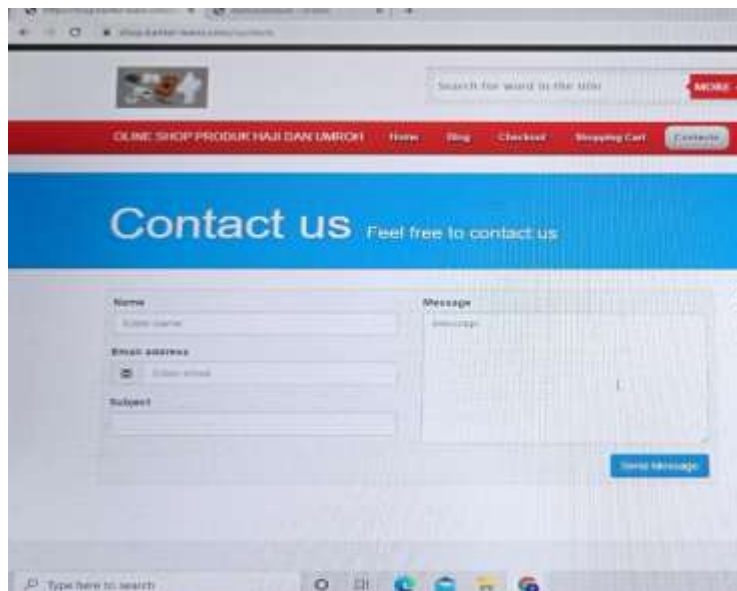 Search for word in the title
MORE
OLINE SHOP PRODUK HAJI DAN UMROH Home Blog Checkout Shopping Cart Contacts
Contact us Feel free to contact us
Name
Message
Enter name
message
Email address
Enter email
Subject
Send Message
Type here to search